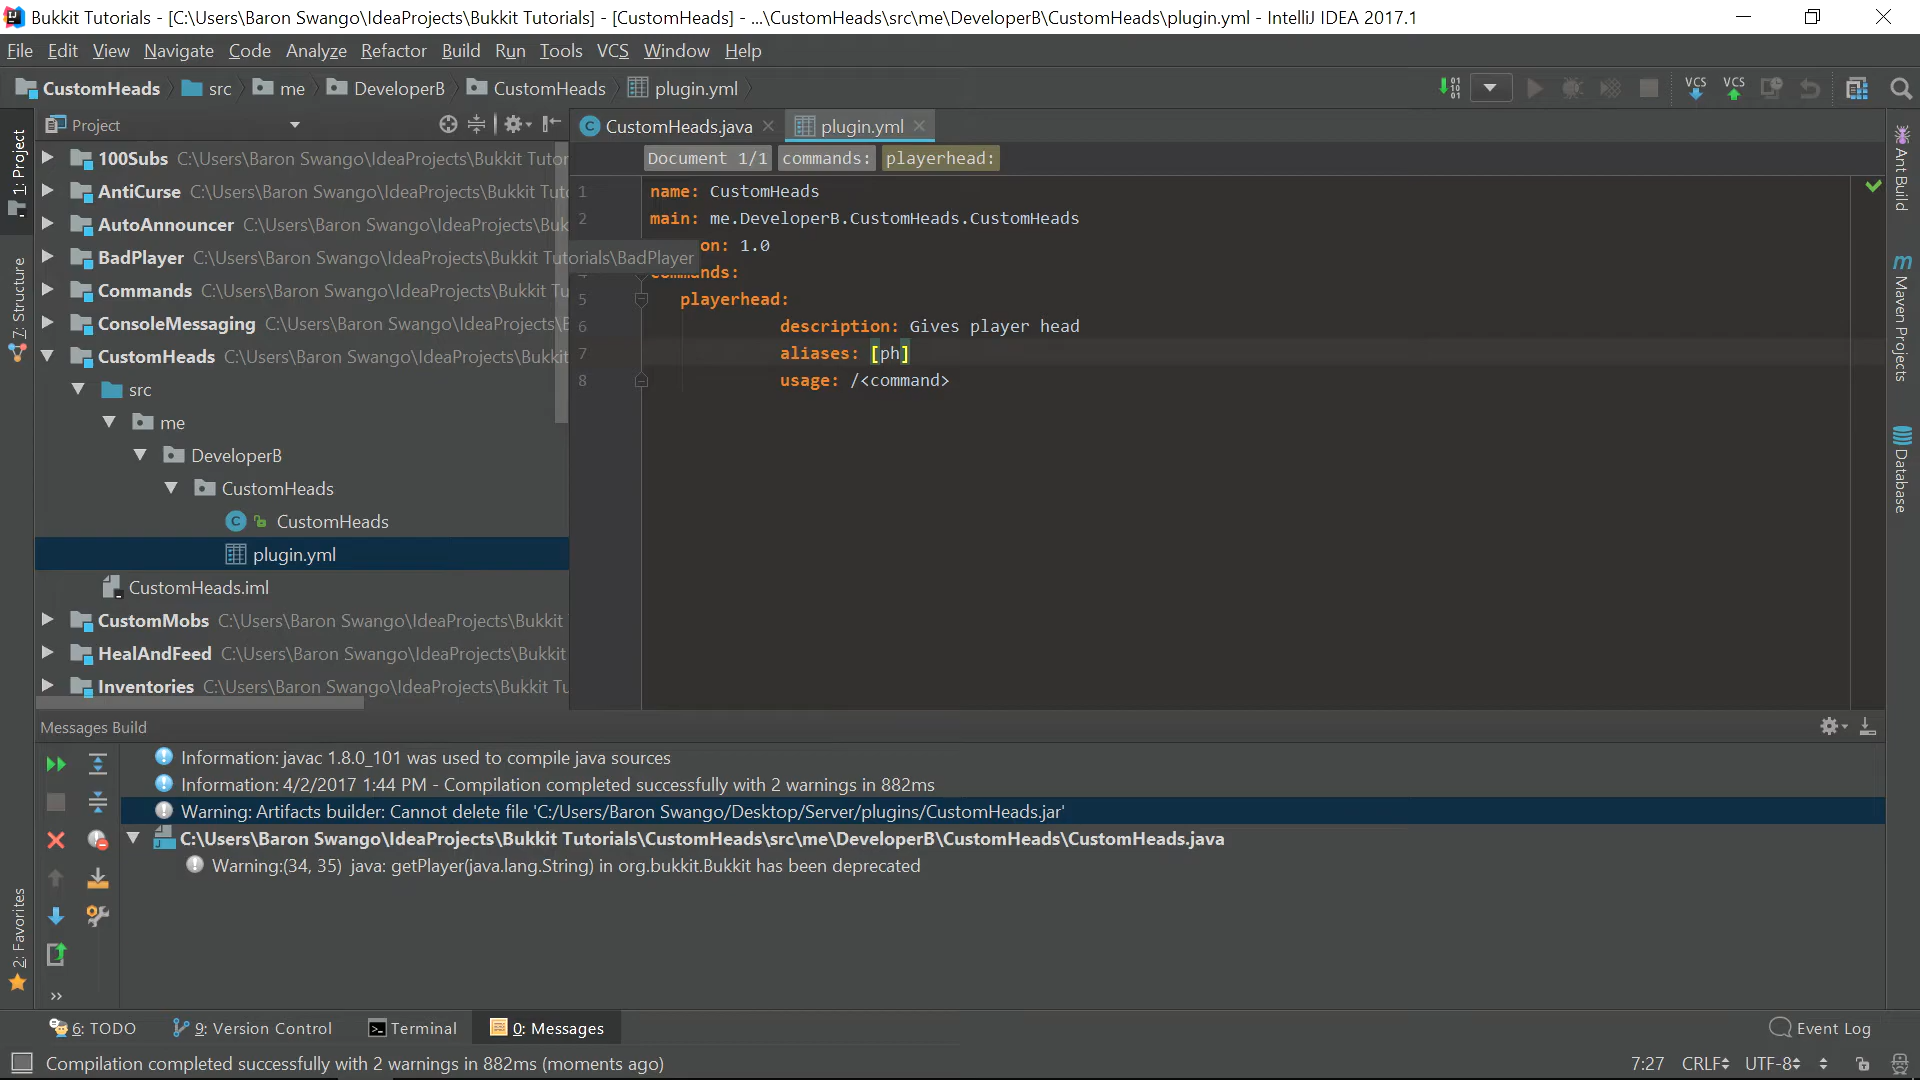 Bukkit Tutorials - [C:\Users\Baron Swango\IdeaProjects\Bukkit Tutorials] - [CustomHeads] - ...\CustomHeads\src\me\DeveloperB\CustomHeads\plugin.yml - IntelliJ IDEA 2017.1
File Edit View Navigate Code Analyze Refactor Build Run Tools VCS Window Help
CustomHeads src me DeveloperB CustomHeads plugin.yml
VCS VCS
Project
CustomHeads.java plugin.yml
Document 1/1 commands: playerhead:
1: Project
7: Structure
2: Favorites
100Subs C:\Users\Baron Swango\IdeaProjects\Bukkit Tutor
AntiCurse C:\Users\Baron Swango\IdeaProjects\Bukkit Tut
AutoAnnouncer C:\Users\Baron Swango\IdeaProjects\Buk
BadPlayer C:\Users\Baron Swango\IdeaProjects\Bukkit Tutorials\BadPlayer
Commands C:\Users\Baron Swango\IdeaProjects\Bukkit Tu
ConsoleMessaging C:\Users\Baron Swango\IdeaProjects\B
CustomHeads C:\Users\Baron Swango\IdeaProjects\Bukkit
src
me
DeveloperB
CustomHeads
CustomHeads
plugin.yml
CustomHeads.iml
CustomMobs C:\Users\Baron Swango\IdeaProjects\Bukkit
HealAndFeed C:\Users\Baron Swango\IdeaProjects\Bukkit
Inventories C:\Users\Baron Swango\IdeaProjects\Bukkit Tu
1 name: CustomHeads
2 main: me.DeveloperB.CustomHeads.CustomHeads
on: 1.0
commands:
5 playerhead:
6 description: Gives player head
7 aliases: [ph]
8 usage: /<command>
Ant Build
Maven Projects
Database
Messages Build
Information: javac 1.8.0_101 was used to compile java sources
Information: 4/2/2017 1:44 PM - Compilation completed successfully with 2 warnings in 882ms
Warning: Artifacts builder: Cannot delete file 'C:/Users/Baron Swango/Desktop/Server/plugins/CustomHeads.jar'
C:\Users\Baron Swango\IdeaProjects\Bukkit Tutorials\CustomHeads\src\me\DeveloperB\CustomHeads\CustomHeads.java
Warning:(34, 35) java: getPlayer(java.lang.String) in org.bukkit.Bukkit has been deprecated
6: TODO 9: Version Control Terminal 0: Messages Event Log
Compilation completed successfully with 2 warnings in 882ms (moments ago) 7:27 CRLF UTF-8